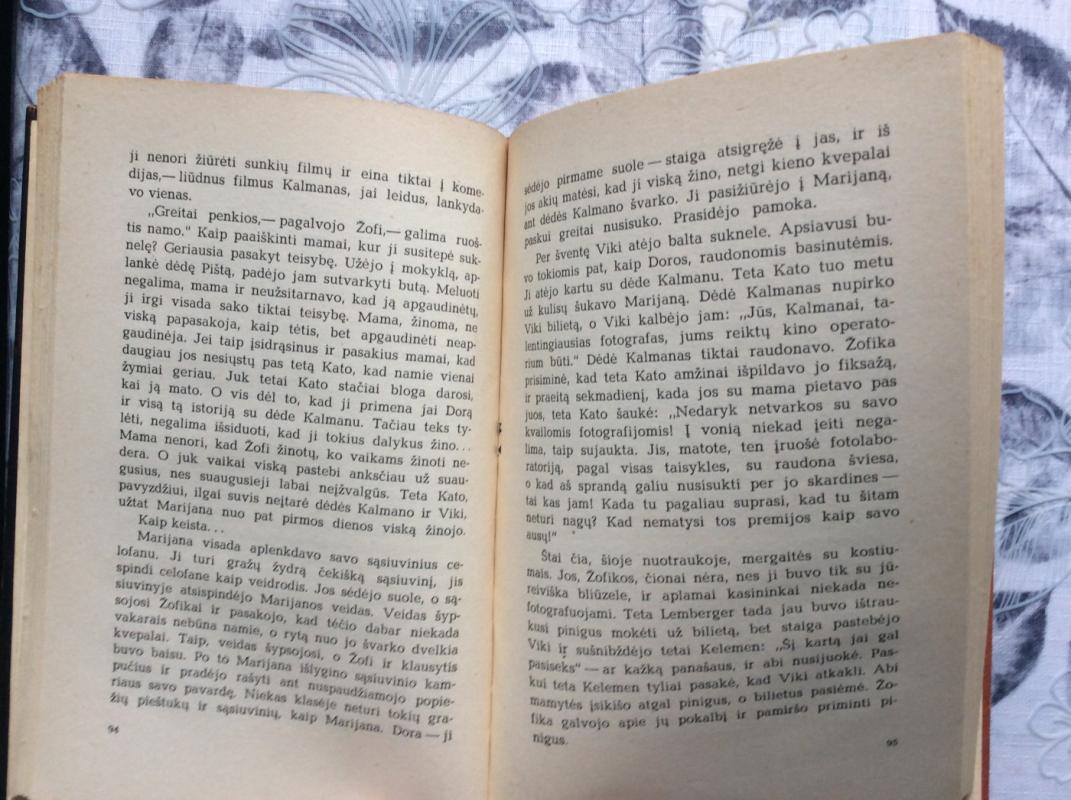 ji nenori žiūrėti sunkių filmų ir eina tiktai į kome-
dijas,— liūdnus filmus Kalmanas, jai leidus, lankyda-
vo vienas.
„Greitai penkios,— pagalvojo Žofi,— galima ruoš-
tis namo.“ Kaip paaiškinti mamai, kur ji susitepė suk-
nelę? Geriausia pasakyt teisybę. Užėjo į mokyklą, ap-
lankė dėdę Pištą, padėjo jam sutvarkyti butą. Meluoti
negalima, mama ir neužsitarnavo, kad ją apgaudinėtų,
ji irgi visada sako tiktai teisybę. Mama, žinoma, ne
viską papasakoja, kaip tėtis, bet apgaudinėti neap-
gaudinėja. Jei taip įsidrąsinus ir pasakius mamai, kad
daugiau jos nesiųstų pas tetą Kato, kad namie vienai
žymiai geriau. Juk tetai Kato stačiai bloga darosi,
kai ją mato. O vis dėl to, kad ji primena jai Dorą
ir visą tą istoriją su dėde Kalmanu. Tačiau teks ty-
lėti, negalima išsiduoti, kad ji tokius dalykus žino...
Mama nenori, kad Žofi žinotų, ko vaikams žinoti ne-
dera. O juk vaikai viską pastebi anksčiau už suau-
gusius, nes suaugusieji labai neįžvalgūs. Teta Kato,
pavyzdžiui, ilgai suvis neįtarė dėdės Kalmano ir Viki,
užtat Marijana nuo pat pirmos dienos viską žinojo.
Kaip keista...
Marijana visada aplenkdavo savo sąsiuvinius ce-
lofanu. Ji turi gražų žydrą čekišką sąsiuvinį, jis
spindi celofane kaip veidrodis. Jos sėdėjo suole, o są-
siuvinyje atsispindėjo Marijanos veidas. Veidas šyp-
sojosi Žofikai ir pasakojo, kad tėčio dabar niekada
vakarais nebūna namie, o rytą nuo jo švarko dvelkia
kvepalai. Taip, veidas šypsojosi, o Žofi ir klausytis
buvo baisu. Po to Marijana išlygino sąsiuvinio kam-
pučius ir pradėjo rašyti ant nuspaudžiamojo popie-
riaus savo pavardę. Niekas klasėje neturi tokių gra-
žių pieštukų ir sąsiuvinių, kaip Marijana. Dora — ji
94
sėdėjo pirmame suole — staiga atsigręžė į jas, ir iš
jos akių matėsi, kad ji viską žino, netgi kieno kvepalai
ant dėdės Kalmano švarko. Ji pasižiūrėjo į Marijaną,
paskui greitai nusisuko. Prasidėjo pamoka.
Per šventę Viki atėjo balta suknele. Apsiavusi bu-
vo tokiomis pat, kaip Doros, raudonomis basinutėmis.
Ji atėjo kartu su dėde Kalmanu. Teta Kato tuo metu
už kulisų šukavo Marijaną. Dėdė Kalmanas nupirko
Viki bilietą, o Viki kalbėjo jam: „Jūs, Kalmanai, ta-
lentingiausias fotografas, jums reiktų kino operato-
rium būti.“ Dėdė Kalmanas tiktai raudonavo. Žofika
prisiminė, kad teta Kato amžinai išpildavo jo fiksažą,
ir praeitą sekmadienį, kada jos su mama pietavo pas
juos, teta Kato šaukė: „Nedaryk netvarkos su savo
kvailomis fotografijomis! Į vonią niekad įeiti nega-
lima, taip sujaukta. Jis, matote, ten įruošė fotolabo-
ratoriją, pagal visas taisykles, su raudona šviesa,
o kad aš sprandą galiu nusisukti per jo skardines —
tai kas jam! Kada tu pagaliau suprasi, kad tu šitam
neturi nagų? Kad nematysi tos premijos kaip savo
ausų!“
Štai čia, šioje nuotraukoje, mergaitės su kostiu-
mais. Jos, Žofikos, čionai nėra, nes ji buvo tik su jū-
reiviška bliūzele, ir aplamai kasininkai niekada ne-
fotografuojami. Teta Lemberger tada jau buvo ištrau-
kusi pinigus mokėti už bilietą, bet staiga pastebėjo
Viki ir sušnibždėjo tetai Kelemen: „Šį kartą jai gal
pasiseks“ — ar kažką panašaus, ir abi nusijuokė. Pas-
kui teta Kelemen tyliai pasakė, kad Viki atkakli. Abi
mamytės įsikišo atgal pinigus, o bilietus pasiėmė. Žo-
fika galvojo apie jų pokalbį ir pamiršo priminti pi-
nigus.
95